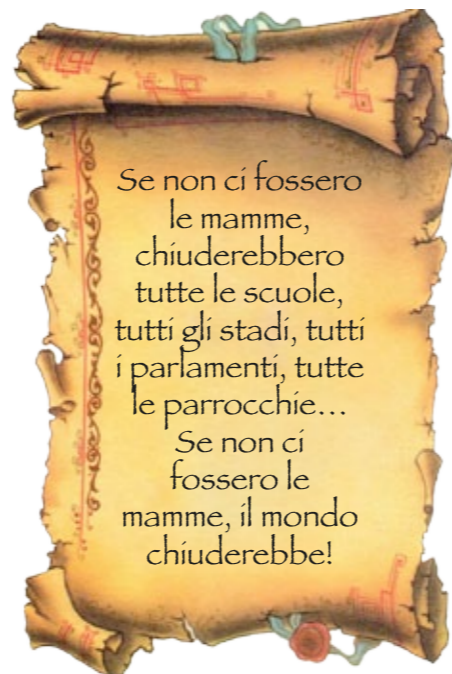 Se non ci fossero
le mamme,
chiuderebbero
tutte le scuole,
tutti gli stadi, tutti
i parlamenti, tutte
le parrocchie...
Se non ci
fossero le
mamme, il mondo
chiuderebbe!